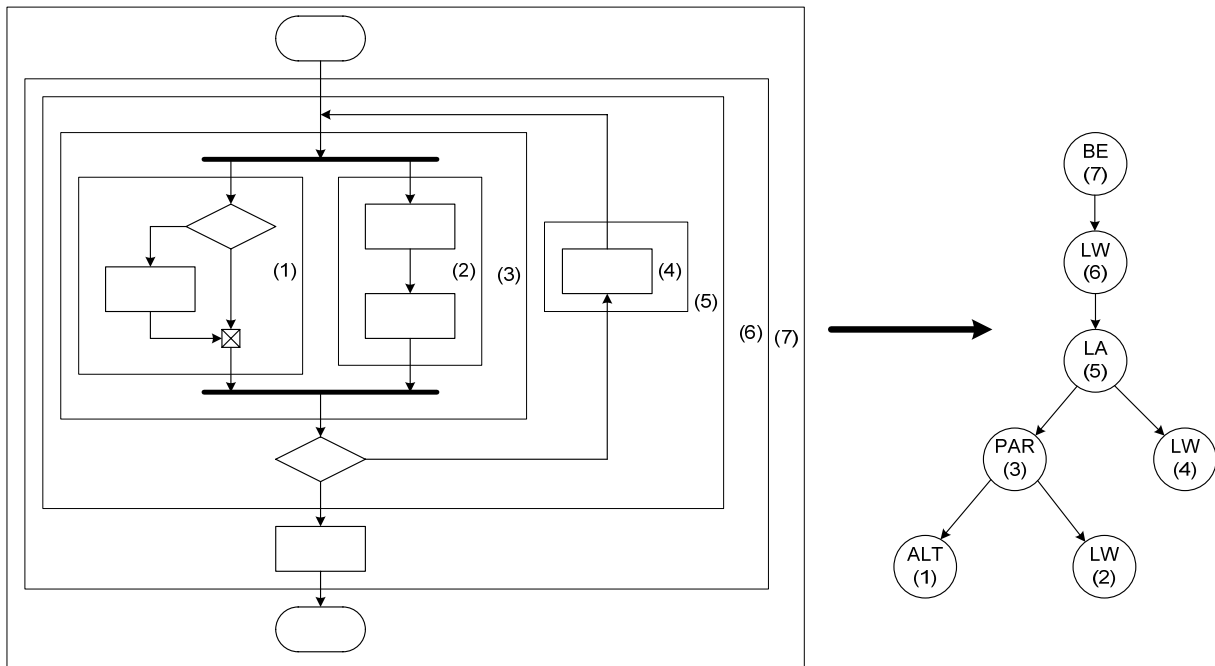 (1)
(2)
(3)
(4)
(5)
(6)
(7)
BE
(7)
LW
(6)
LA
(5)
PAR
(3)
LW
(4)
ALT
(1)
LW
(2)